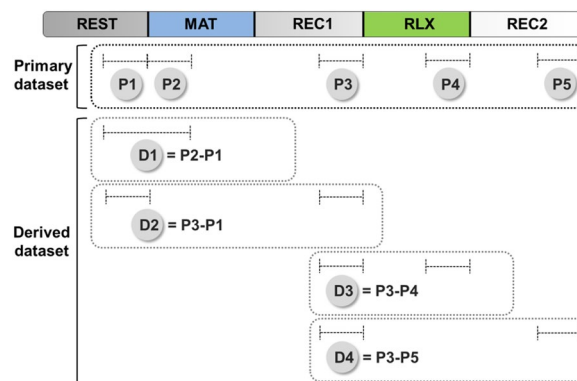 REST MAT REC1 RLX REC2
Primary
dataset
P1 P2 P3 P4 P5
D1 = P2-P1
D2 = P3-P1
Derived
dataset
D3 = P3-P4
D4 = P3-P5